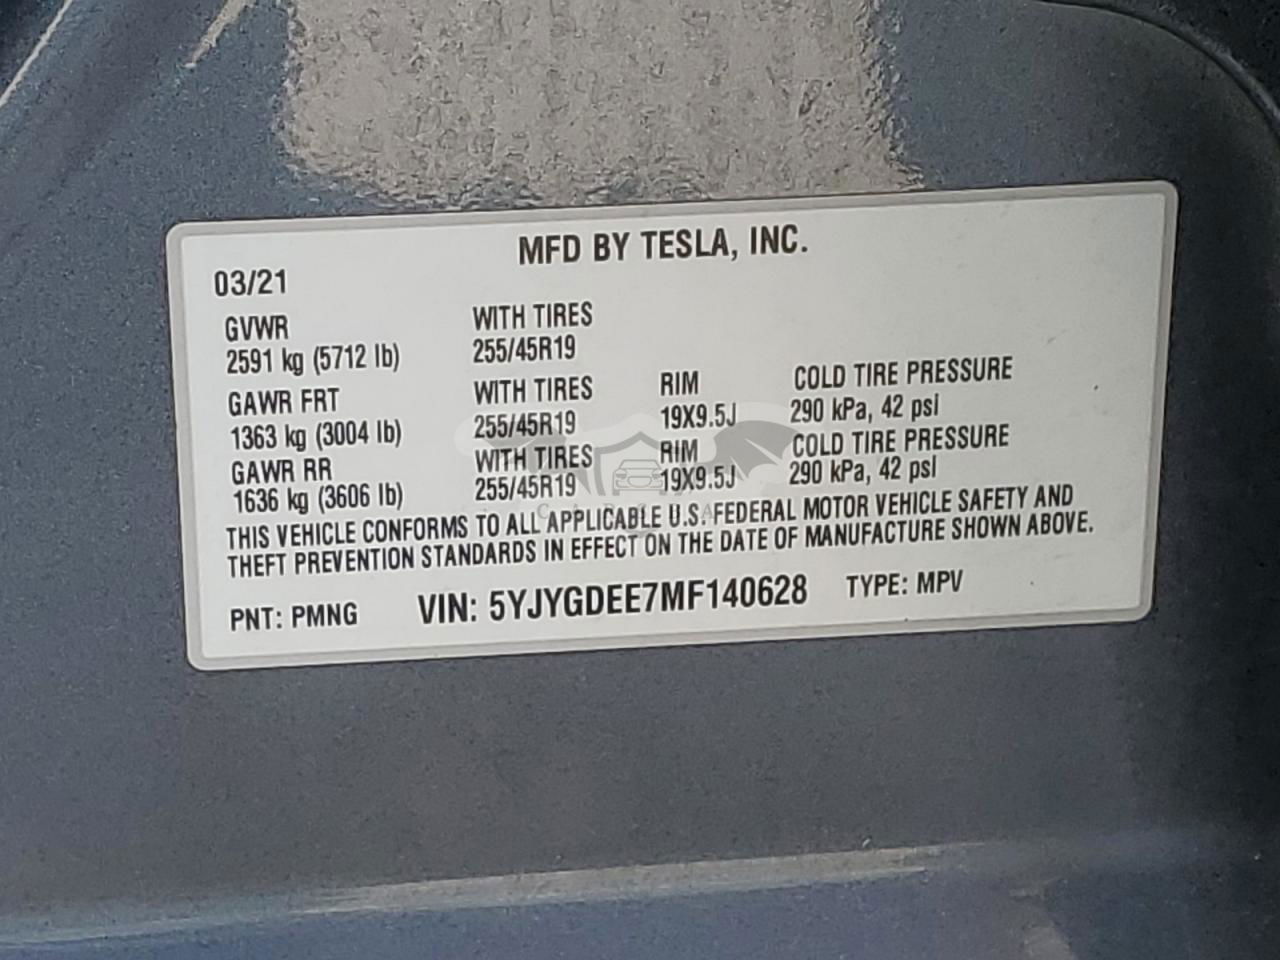 MFD BY TESLA, INC.
03/21
GVWR WITH TIRES
2591 kg (5712 lb) 255/45R19
GAWR FRT WITH TIRES RIM COLD TIRE PRESSURE
1363 kg (3004 lb) 255/45R19 19X9.5J 290 kPa, 42 psi
GAWR RR WITH TIRES RIM COLD TIRE PRESSURE
1636 kg (3606 lb) 255/45R19 19X9.5J 290 kPa, 42 psi
THIS VEHICLE CONFORMS TO ALL APPLICABLE U.S. FEDERAL MOTOR VEHICLE SAFETY AND
THEFT PREVENTION STANDARDS IN EFFECT ON THE DATE OF MANUFACTURE SHOWN ABOVE.
PNT: PMNG VIN: 5YJYGDEE7MF140628 TYPE: MPV